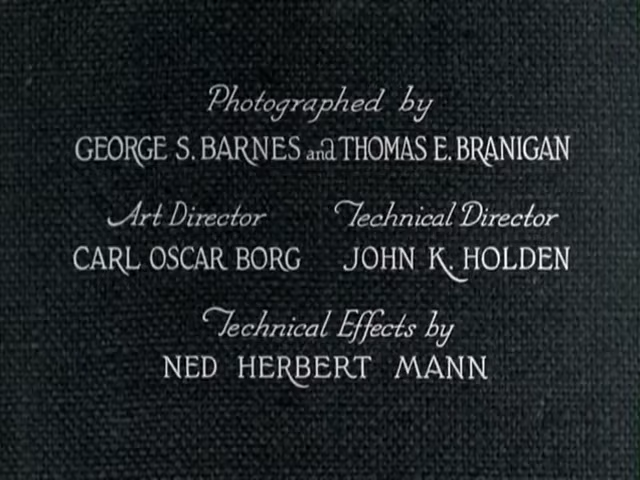 Photographed by
GEORGE S. BARNES and THOMAS E. BRANIGAN
Art Director Technical Director
CARL OSCAR BORG JOHN K. HOLDEN
Technical Effects by
NED HERBERT MANN